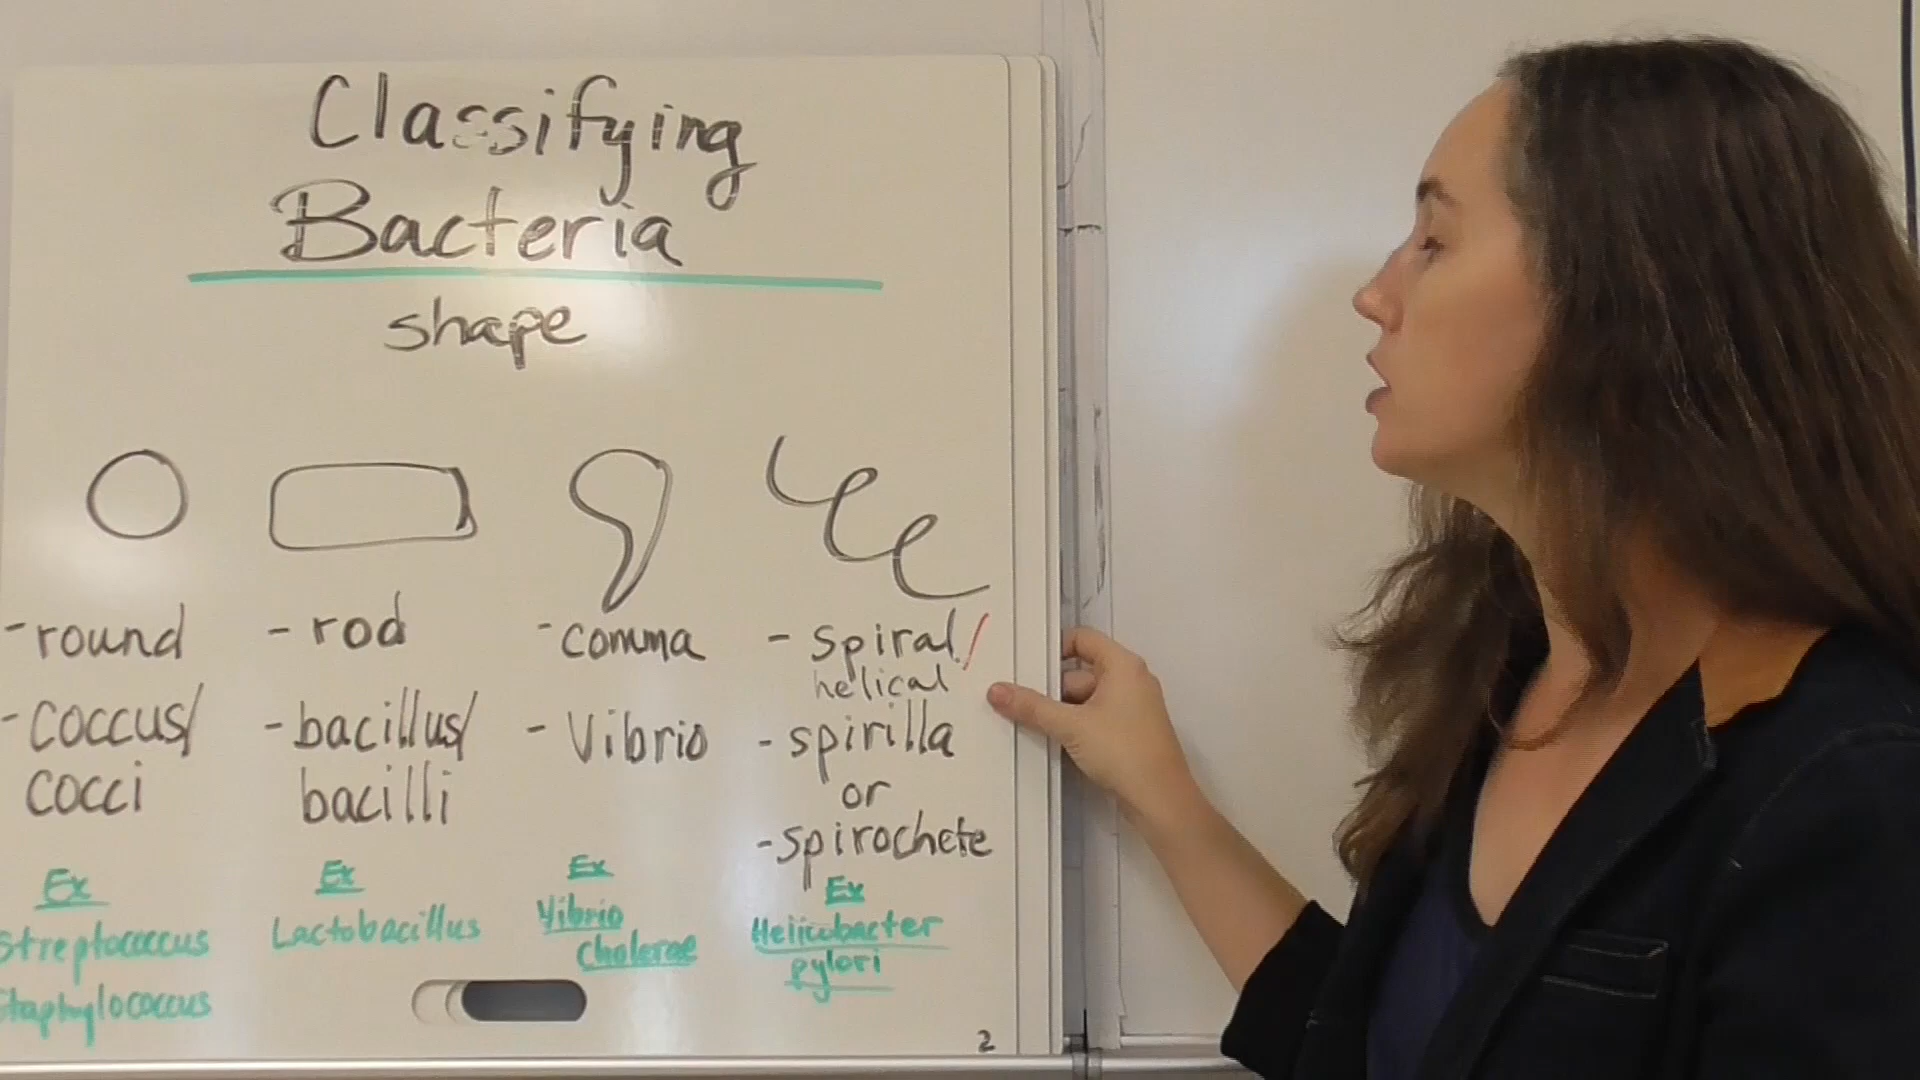 Classifying
Bacteria
shape
- round
- coccus/
cocci
Ex
Streptococcus
Staphylococcus
- rod
- bacillus/
bacilli
Ex
Lactobacillus
- comma
- Vibrio
Ex
Vibrio
Cholerae
- spiral/
helical
- spirilla
or
- spirochete
Ex
Helicobacter
pylori
2